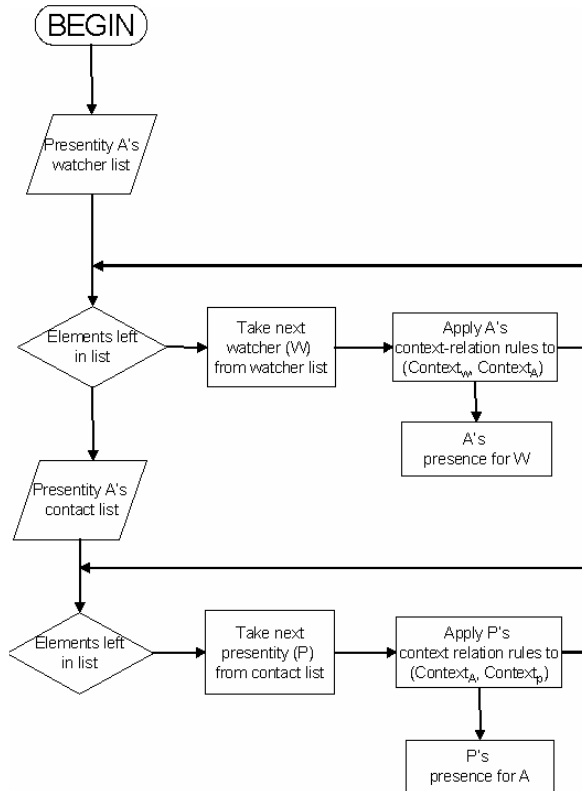 BEGIN
Presentity A's
watcher list
Elements left
in list
Take next
watcher (W)
from watcher list
Apply A's
context-relation rules to
(Context_w, Context_A)
A's
presence for W
Presentity A's
contact list
Elements left
in list
Take next
presentity (P)
from contact list
Apply P's
context relation rules to
(Context_A, Context_p)
P's
presence for A